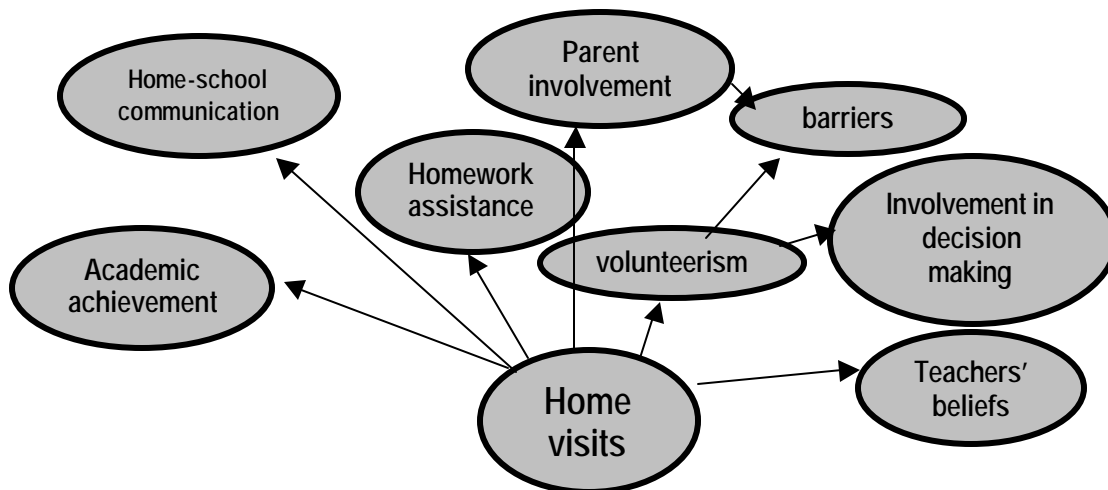 Parent
involvement
Home-school
communication
barriers
Homework
assistance
Involvement in
decision
making
volunteerism
Academic
achievement
Teachers’
beliefs
Home
visits